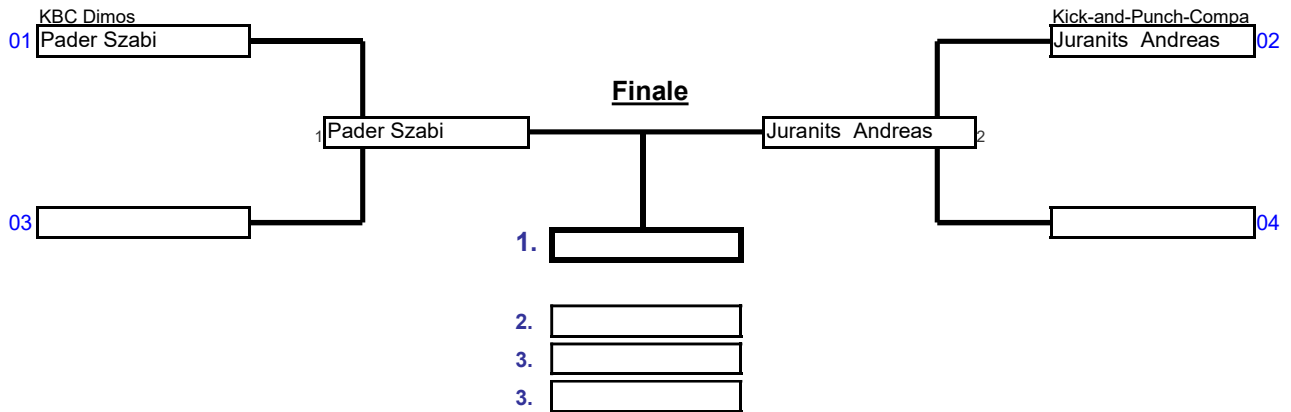 KBC Dimos
Kick-and-Punch-Compa
01 Pader Szabi
Juranits Andreas 02
Finale
1 Pader Szabi
Juranits Andreas 2
03
04
1.
2.
3.
3.